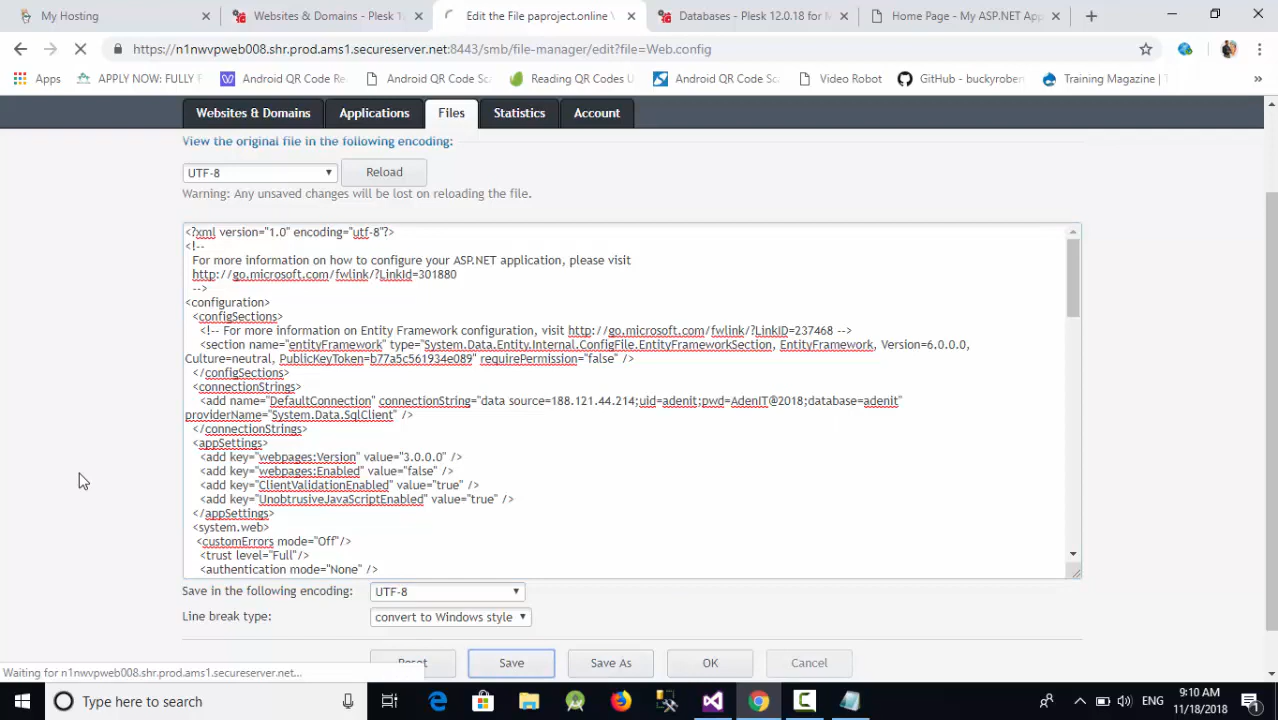 My Hosting
Websites & Domains - Plesk 1
Edit the File paproject.online
Databases - Plesk 12.0.18 for
Home Page - My ASP.NET App
https://n1nwvpweb008.shr.prod.ams1.secureserver.net:8443/smb/file-manager/edit?file=Web.config
Apps
APPLY NOW: FULLY
Android QR Code Re
Android QR Code Sc
Reading QR Codes U
Android QR Code Sc
Video Robot
GitHub - buckyrober
Training Magazine |
»
Websites & Domains
Applications
Files
Statistics
Account
View the original file in the following encoding:
UTF-8
Reload
Warning: Any unsaved changes will be lost on reloading the file.
<?xml version="1.0" encoding="utf-8"?>
<!--
For more information on how to configure your ASP.NET application, please visit
http://go.microsoft.com/fwlink/?LinkId=301880
-->
<configuration>
<configSections>
<!-- For more information on Entity Framework configuration, visit http://go.microsoft.com/fwlink/?LinkID=237468 -->
<section name="entityFramework" type="System.Data.Entity.Internal.ConfigFile.EntityFrameworkSection, EntityFramework, Version=6.0.0.0,
Culture=neutral, PublicKeyToken=b77a5c561934e089" requirePermission="false" />
</configSections>
<connectionStrings>
<add name="DefaultConnection" connectionString="data source=188.121.44.214;uid=adenit;pwd=AdenIT@2018;database=adenit"
providerName="System.Data.SqlClient" />
</connectionStrings>
<appSettings>
<add key="webpages:Version" value="3.0.0.0" />
<add key="webpages:Enabled" value="false" />
<add key="ClientValidationEnabled" value="true" />
<add key="UnobtrusiveJavaScriptEnabled" value="true" />
</appSettings>
<system.web>
<customErrors mode="Off"/>
<trust level="Full"/>
<authentication mode="None" />
Save in the following encoding:
UTF-8
Line break type:
convert to Windows style
Reset
Save
Save As
OK
Cancel
Waiting for n1nwvpweb008.shr.prod.ams1.secureserver.net...
Type here to search
ENG
9:10 AM
11/18/2018
1